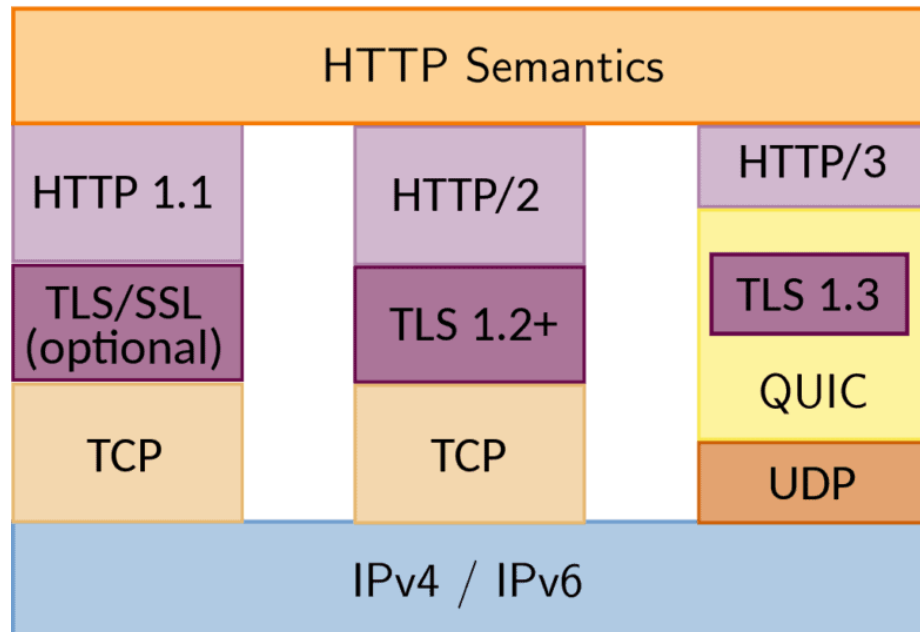 HTTP Semantics
HTTP 1.1
TLS/SSL
(optional)
TCP
HTTP/2
TLS 1.2+
TCP
HTTP/3
TLS 1.3
QUIC
UDP
IPv4 / IPv6